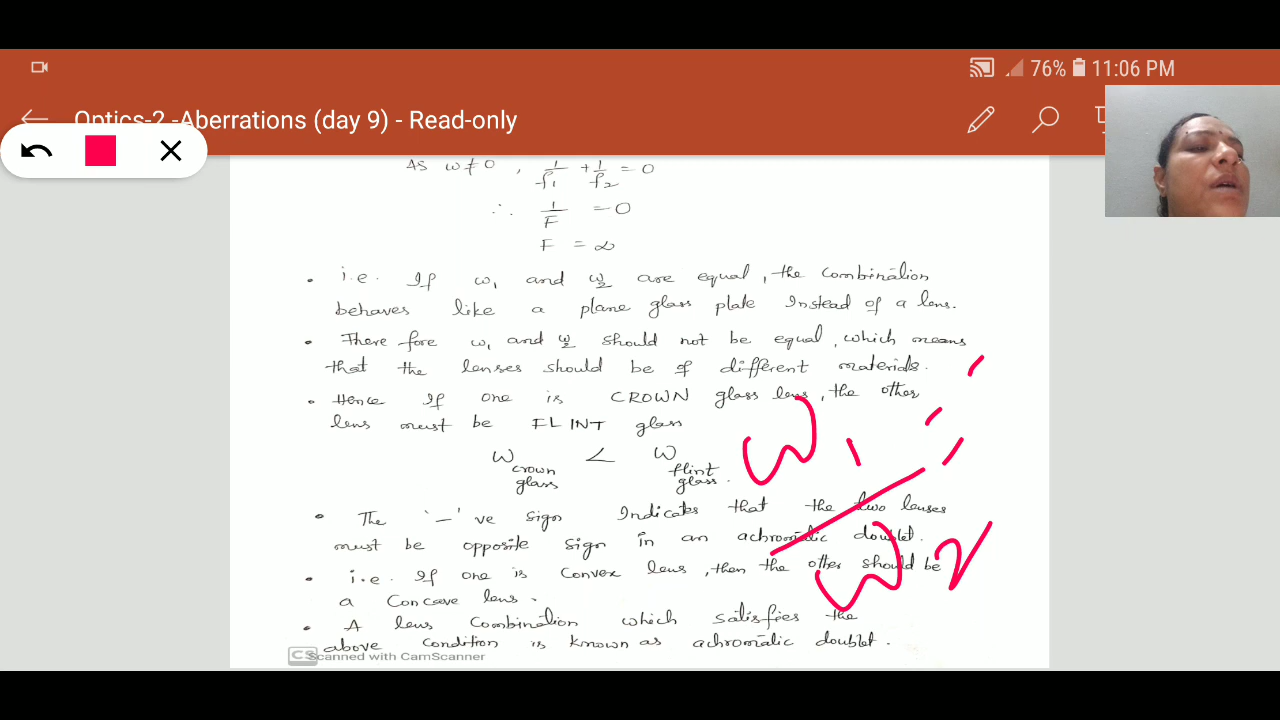 76% 11:06 PM
Optics-2 -Aberrations (day 9) - Read-only
As ω ≠ 0 , 1/f₁ + 1/f₂ = 0
∴ 1/F = 0
F = ∞
• i.e. If ω₁ and ω₂ are equal, the combination
behaves like a plane glass plate instead of a lens.
• There fore ω₁ and ω₂ should not be equal, which means
that the lenses should be of different materials.
• Hence If one is CROWN glass lens, the other
lens must be FLINT glass
ω crown glass < ω flint glass.
• The '-' ve sign Indicates that the two lenses
must be opposite sign in an achromatic doublet.
• i.e. If one is Convex lens, then the other should be
a Concave lens.
• A lens combination which satisfies the
above condition is known as achromatic doublet.
CS Scanned with CamScanner
ω₁
ω₂